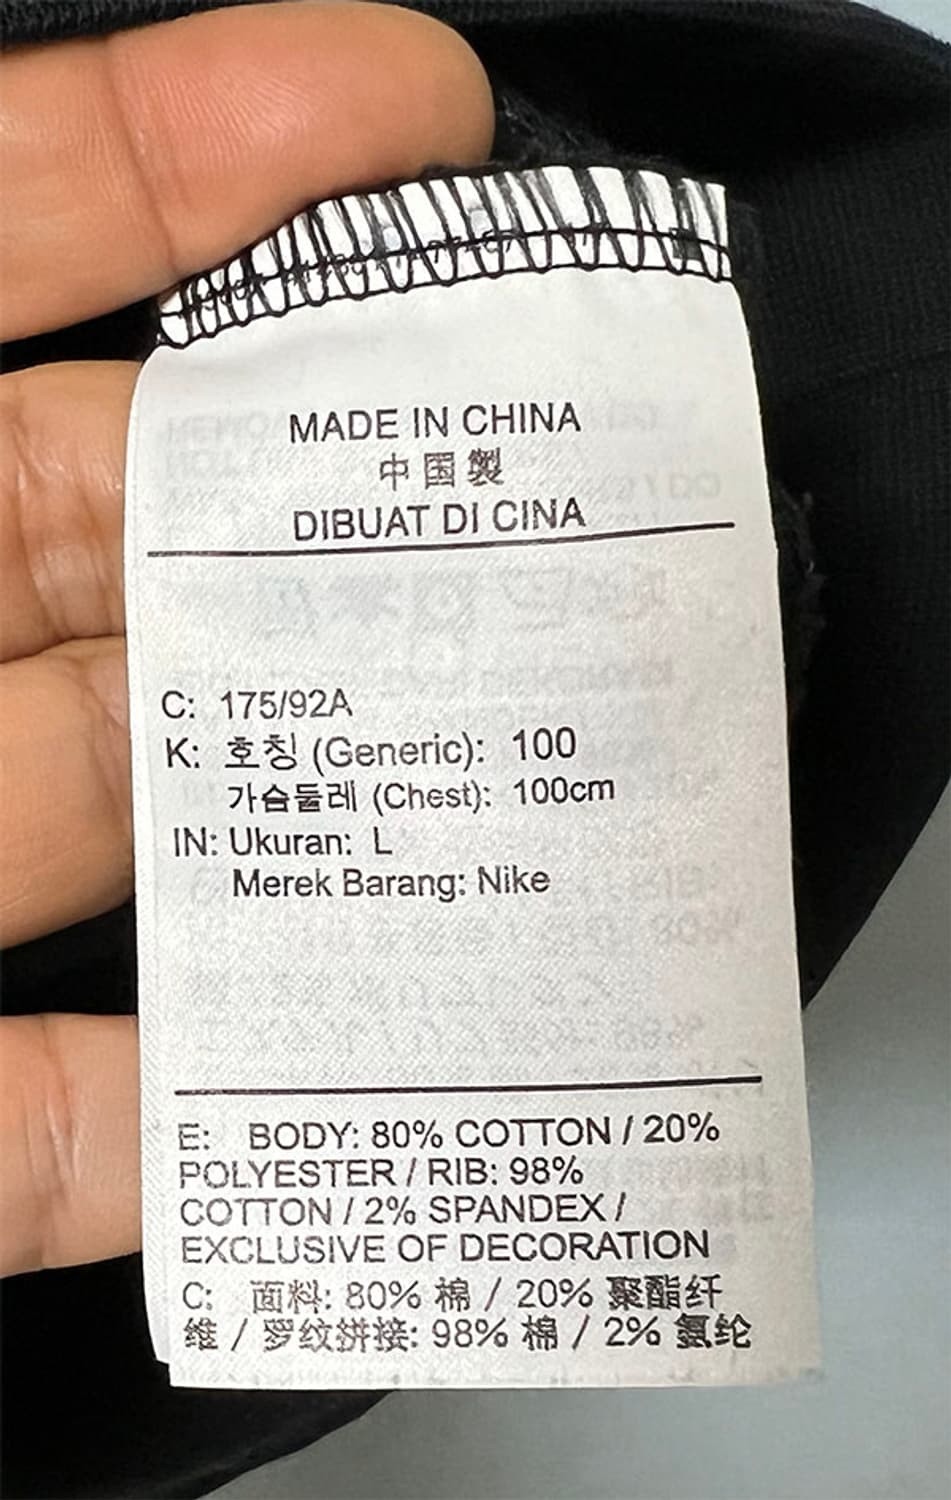 MADE IN CHINA
中国製
DIBUAT DI CINA
C: 175/92A
K: 호칭 (Generic): 100
가슴둘레 (Chest): 100cm
IN: Ukuran: L
Merek Barang: Nike
E: BODY: 80% COTTON / 20%
POLYESTER / RIB: 98%
COTTON / 2% SPANDEX /
EXCLUSIVE OF DECORATION
C: 面料: 80% 棉 / 20% 聚酯纤
维 / 罗纹拼接: 98% 棉 / 2% 氨纶